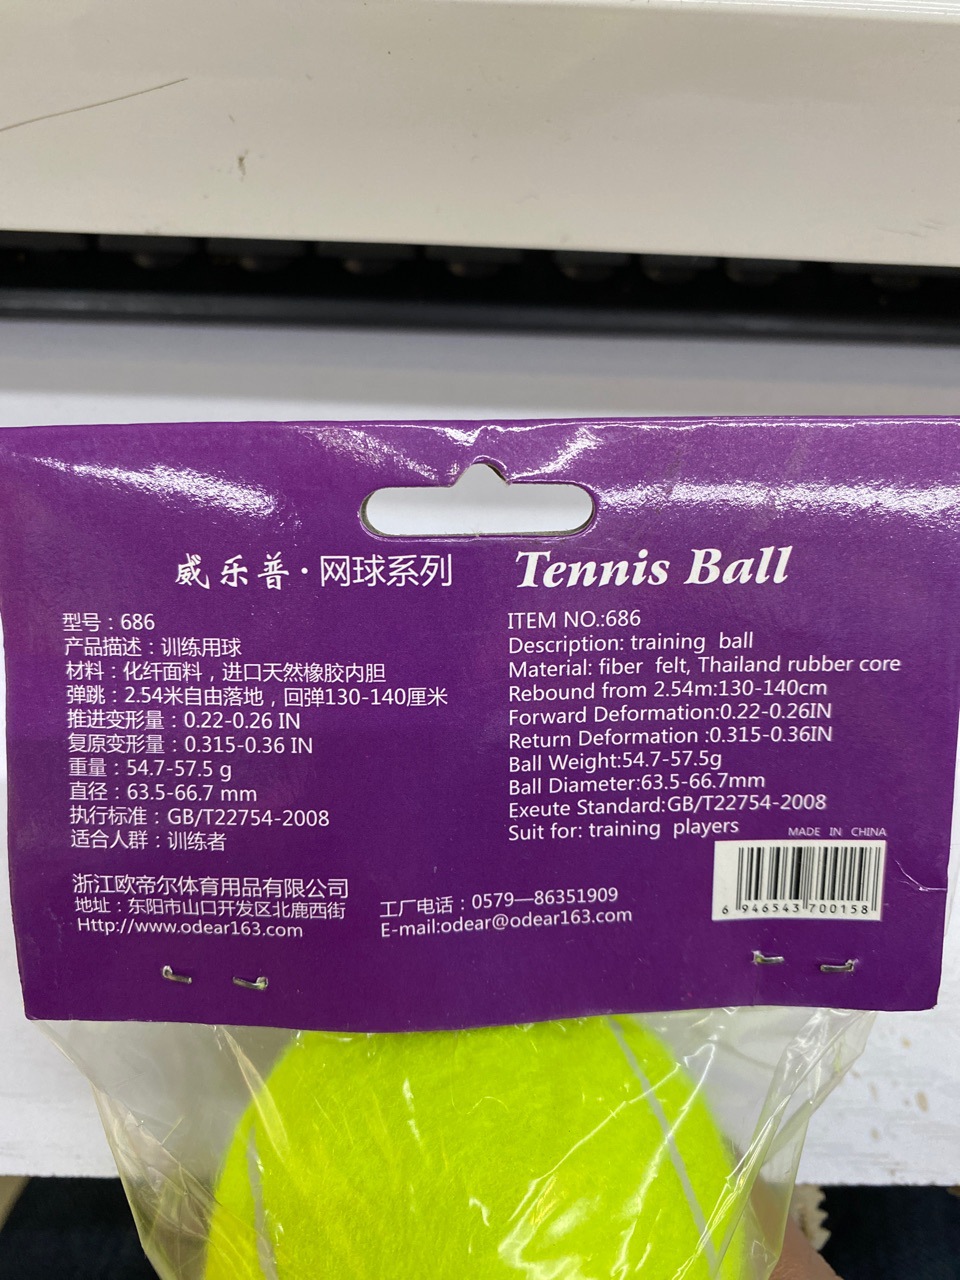 威乐普·网球系列
型号：686
产品描述：训练用球
材料：化纤面料，进口天然橡胶内胆
弹跳：2.54米自由落地，回弹130-140厘米
推进变形量：0.22-0.26 IN
复原变形量：0.315-0.36 IN
重量：54.7-57.5 g
直径：63.5-66.7 mm
执行标准：GB/T22754-2008
适合人群：训练者
Tennis Ball
ITEM NO.:686
Description: training ball
Material: fiber felt, Thailand rubber core
Rebound from 2.54m:130-140cm
Forward Deformation:0.22-0.26IN
Return Deformation :0.315-0.36IN
Ball Weight:54.7-57.5g
Ball Diameter:63.5-66.7mm
Exeute Standard:GB/T22754-2008
Suit for: training players
MADE IN CHINA
6 946543 700158
浙江欧帝尔体育用品有限公司
地址：东阳市山口开发区北鹿西街
Http://www.odear163.com
工厂电话：0579—86351909
E-mail:odear@odear163.com